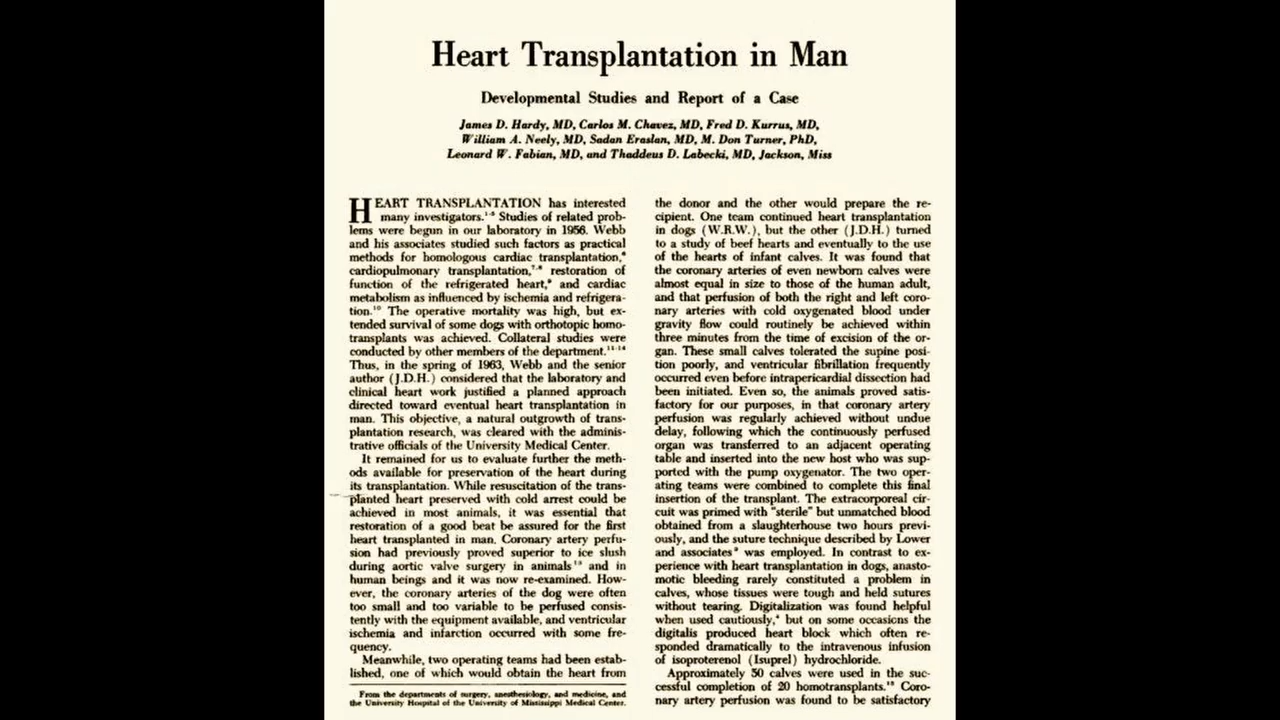 Heart Transplantation in Man
Developmental Studies and Report of a Case
James D. Hardy, MD, Carlos M. Chavez, MD, Fred D. Kurrus, MD,
William A. Neely, MD, Sadan Eraslan, MD, M. Don Turner, PhD,
Leonard W. Fabian, MD, and Thaddeus D. Labecki, MD, Jackson, Miss
HEART TRANSPLANTATION has interested
many investigators.¹⁻⁵ Studies of related prob-
lems were begun in our laboratory in 1956. Webb
and his associates studied such factors as practical
methods for homologous cardiac transplantation,⁶
cardiopulmonary transplantation,⁷⁻⁸ restoration of
function of the refrigerated heart,⁹ and cardiac
metabolism as influenced by ischemia and refrigera-
tion.¹⁰ The operative mortality was high, but ex-
tended survival of some dogs with orthotopic homo-
transplants was achieved. Collateral studies were
conducted by other members of the department.¹¹⁻¹⁴
Thus, in the spring of 1963, Webb and the senior
author (J.D.H.) considered that the laboratory and
clinical heart work justified a planned approach
directed toward eventual heart transplantation in
man. This objective, a natural outgrowth of trans-
plantation research, was cleared with the adminis-
trative officials of the University Medical Center.
It remained for us to evaluate further the meth-
ods available for preservation of the heart during
its transplantation. While resuscitation of the trans-
planted heart preserved with cold arrest could be
achieved in most animals, it was essential that
restoration of a good beat be assured for the first
heart transplanted in man. Coronary artery perfu-
sion had previously proved superior to ice slush
during aortic valve surgery in animals and in
human beings and it was now re-examined. How-
ever, the coronary arteries of the dog were often
too small and too variable to be perfused consis-
tently with the equipment available, and ventricular
ischemia and infarction occurred with some fre-
quency.
Meanwhile, two operating teams had been estab-
lished, one of which would obtain the heart from
From the departments of surgery, anesthesiology, and medicine, and
the University Hospital of the University of Mississippi Medical Center.
the donor and the other would prepare the re-
cipient. One team continued heart transplantation
in dogs (W.R.W.), but the other (J.D.H.) turned
to a study of beef hearts and eventually to the use
of the hearts of infant calves. It was found that
the coronary arteries of even newborn calves were
almost equal in size to those of the human adult,
and that perfusion of both the right and left coro-
nary arteries with cold oxygenated blood under
gravity flow could routinely be achieved within
three minutes from the time of excision of the or-
gan. These small calves tolerated the supine posi-
tion poorly, and ventricular fibrillation frequently
occurred even before intrapericardial dissection had
been initiated. Even so, the animals proved satis-
factory for our purposes, in that coronary artery
perfusion was regularly achieved without undue
delay, following which the continuously perfused
organ was transferred to an adjacent operating
table and inserted into the new host who was sup-
ported with the pump oxygenator. The two oper-
ating teams were combined to complete this final
insertion of the transplant. The extracorporeal cir-
cuit was primed with "sterile" but unmatched blood
obtained from a slaughterhouse two hours previ-
ously, and the suture technique described by Lower
and associates was employed. In contrast to ex-
perience with heart transplantation in dogs, anasto-
motic bleeding rarely constituted a problem in
calves, whose tissues were tough and held sutures
without tearing. Digitalization was found helpful
when used cautiously, but on some occasions the
digitalis produced heart block which often re-
sponded dramatically to the intravenous infusion
of isoproterenol (Isuprel) hydrochloride.
Approximately 50 calves were used in the suc-
cessful completion of 20 homotransplants. Coro-
nary artery perfusion was found to be satisfactory